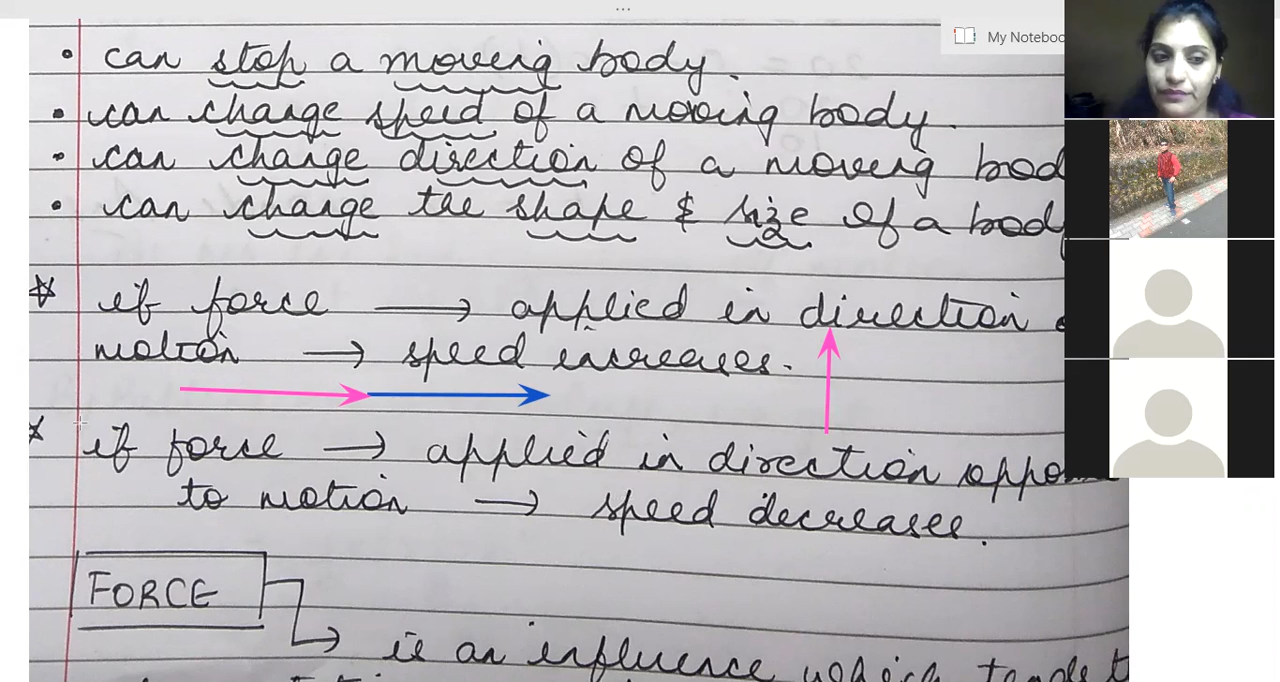 My Noteboo
• can stop a moving body.
• can change speed of a moving body.
• can change direction of a moving bod
• can change the shape & size of a body
☆ if force → applied in direction
motion → speed increases.
☆ if force → applied in direction oppo
to motion → speed decreases.
FORCE
→ is an influence which tends t